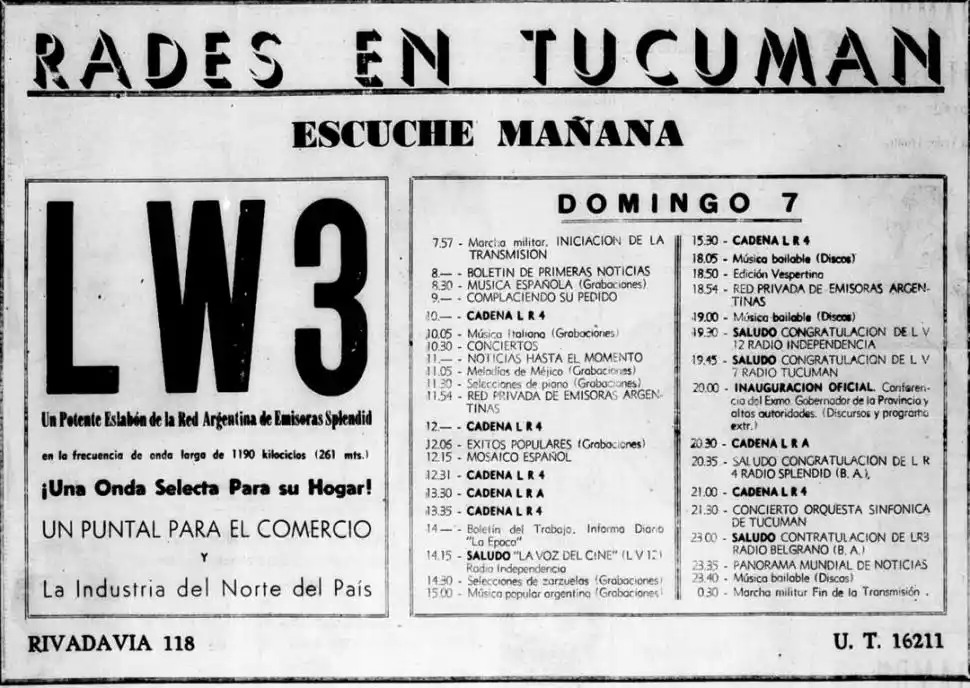 RADES EN TUCUMAN
ESCUCHE MAÑANA
LW3
Un Potente Eslabón de la Red Argentina de Emisoras Splendid
en la frecuencia de onda larga de 1190 kilociclos (261 mts.)
¡Una Onda Selecta Para su Hogar!
UN PUNTAL PARA EL COMERCIO
Y
La Industria del Norte del País
DOMINGO 7
7.57 - Marcha militar. INICIACION DE LA
TRANSMISIÓN
8.— - BOLETIN DE PRIMERAS NOTICIAS
8.30 - MUSICA ESPAÑOLA (Grabaciones)
9.— - COMPLACIENDO SU PEDIDO
10.— - CADENA L R 4
10.05 - Música Italiana (Grabaciones)
10.30 - CONCIERTOS
11.— - NOTICIAS HASTA EL MOMENTO
11.05 - Melodías de Méjico (Grabaciones)
11.30 - Selecciones de piano (Grabaciones)
11.54 - RED PRIVADA DE EMISORAS ARGEN-
TINAS
12.— - CADENA L R 4
12.06 - EXITOS POPULARES (Grabaciones)
12.15 - MOSAICO ESPAÑOL
12.31 - CADENA L R 4
13.30 - CADENA L R A
13.35 - CADENA L R 4
14.— - Boletín del Trabajo. Informa Diario
"La Epoca"
14.15 - SALUDO "LA VOZ DEL CINE" (L V 12)
Radio Independencia
14.30 - Selecciones de zarzuelas (Grabaciones)
15.00 - Música popular argentina (Grabaciones)
15.30 - CADENA L R 4
18.05 - Música bailable (Discos)
18.50 - Edición Vespertina
18.54 - RED PRIVADA DE EMISORAS ARGEN-
TINAS
19.00 - Música bailable (Discos)
19.30 - SALUDO CONGRATULACION DE L V
12 RADIO INDEPENDENCIA
19.45 - SALUDO CONGRATULACION DE L V
7 RADIO TUCUMAN
20.00 - INAUGURACION OFICIAL. Conferen-
cia del Exmo. Gobernador de la Provincia y
altas autoridades. (Discursos y programa
extr.)
20.30 - CADENA L R A
20.35 - SALUDO CONGRATULACION DE L R
4 RADIO SPLENDID (B. A.),
21.00 - CADENA L R 4
21.30 - CONCIERTO ORQUESTA SINFONICA
DE TUCUMAN
23.00 - SALUDO CONTRATULACION DE LR3
RADIO BELGRANO (B. A.)
23.35 - PANORAMA MUNDIAL DE NOTICIAS
23.40 - Música bailable (Discos)
0.30 - Marcha militar Fin de la Transmisión .
RIVADAVIA 118
U. T. 16211